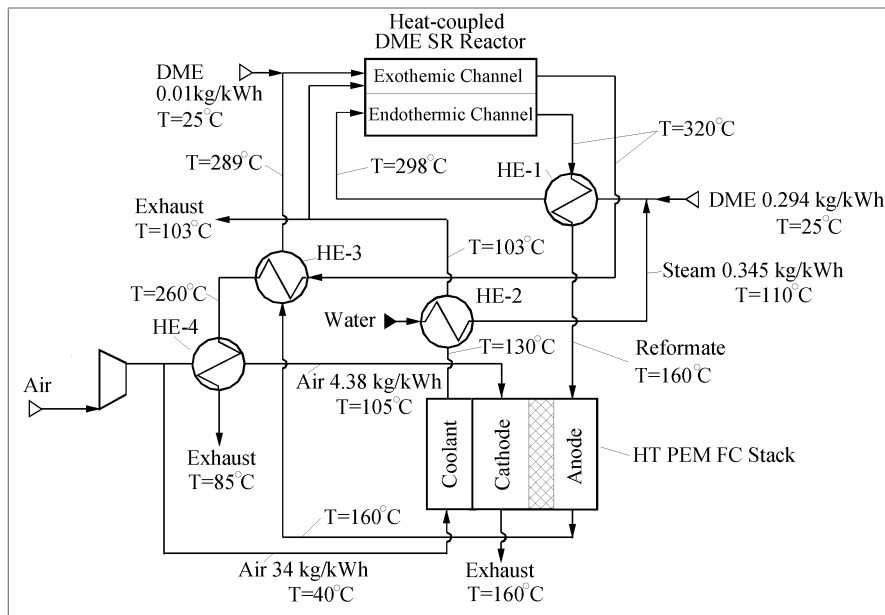 Heat-coupled
DME SR Reactor
DME
0.01kg/kWh
T=25°C
Exothemic Channel
Endothermic Channel
T=320°C
T=289°C
T=298°C
HE-1
DME 0.294 kg/kWh
T=25°C
Exhaust
T=103°C
HE-3
T=103°C
Steam 0.345 kg/kWh
T=110°C
T=260°C
HE-2
Water
HE-4
T=130°C
Reformate
T=160°C
Air
Air 4.38 kg/kWh
T=105°C
Coolant
Cathode
Anode
HT PEM FC Stack
Exhaust
T=85°C
T=160°C
Air 34 kg/kWh
T=40°C
Exhaust
T=160°C